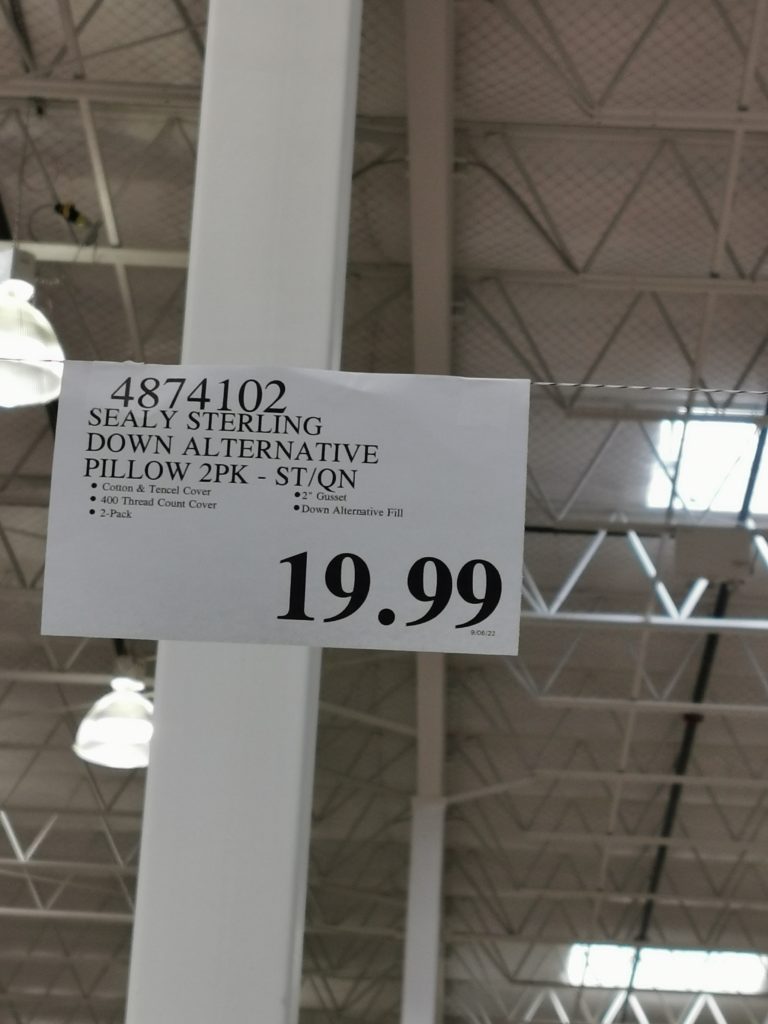 4874102
SEALY STERLING
DOWN ALTERNATIVE
PILLOW 2PK - ST/QN
• Cotton & Tencel Cover
• 400 Thread Count Cover
• 2-Pack
• 2" Gusset
• Down Alternative Fill
19.99
9/06/22